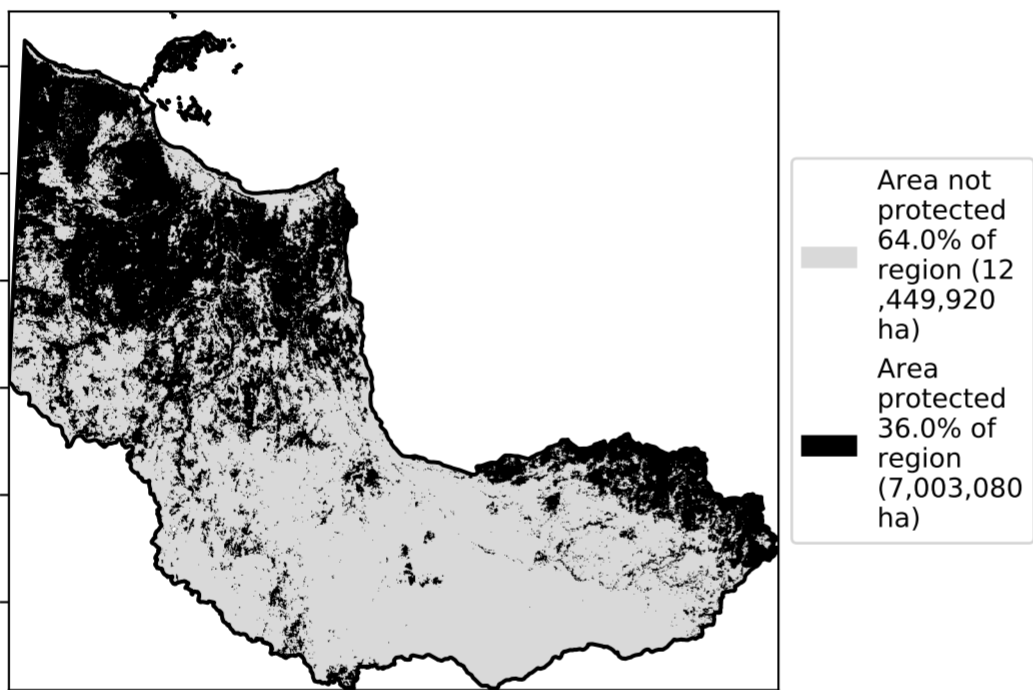 Area not
protected
64.0% of
region (12
,449,920
ha)
Area
protected
36.0% of
region
(7,003,080
ha)